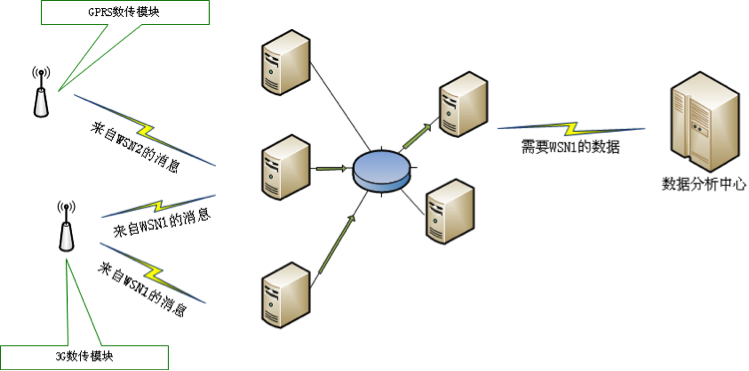 GPRS数传模块
来自WSN2的消息
需要WSN1的数据
数据分析中心
来自WSN1的消息
来自WSN1的消息
3G数传模块